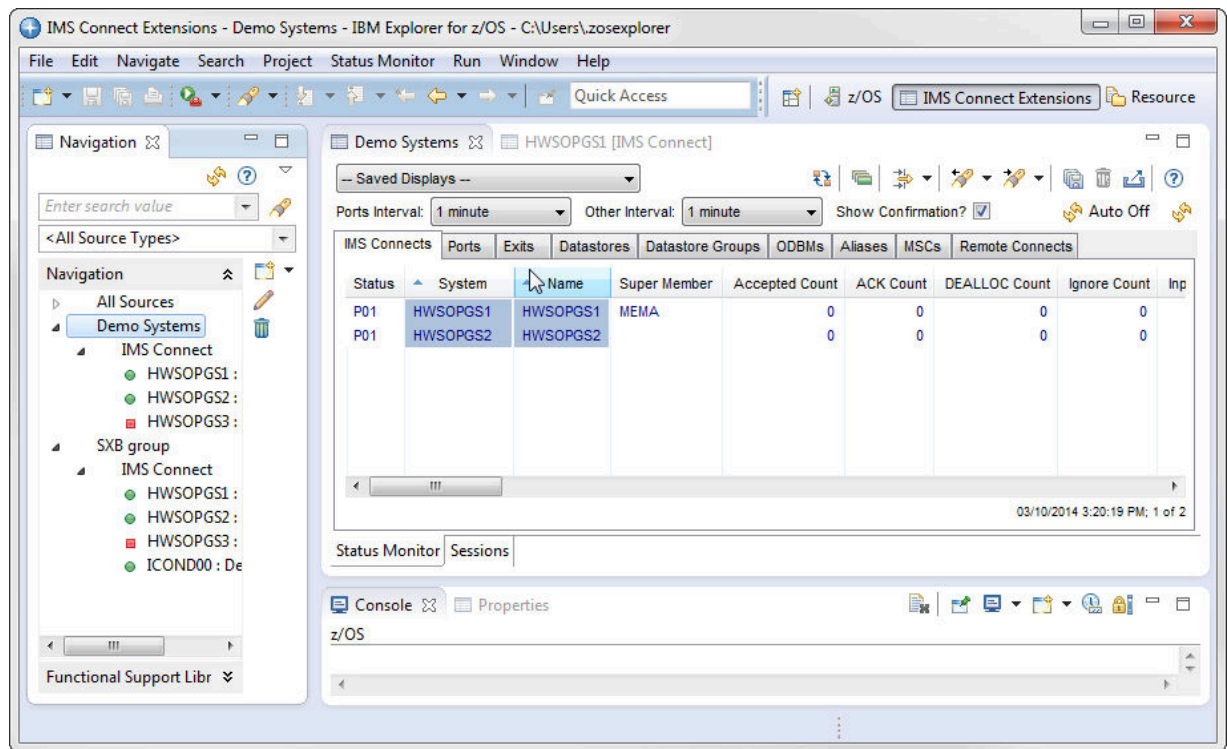 IMS Connect Extensions - Demo Systems - IBM Explorer for z/OS - C:\Users\.zosexplorer
File Edit Navigate Search Project Status Monitor Run Window Help
Quick Access
z/OS
IMS Connect Extensions
Resource
Navigation
Enter search value
<All Source Types>
Navigation
All Sources
Demo Systems
IMS Connect
HWSOPGS1 :
HWSOPGS2 :
HWSOPGS3 :
SXB group
IMS Connect
HWSOPGS1 :
HWSOPGS2 :
HWSOPGS3 :
ICOND00 : De
Functional Support Libr
Demo Systems
HWSOPGS1 [IMS Connect]
-- Saved Displays --
Ports Interval: 1 minute Other Interval: 1 minute Show Confirmation? Auto Off
IMS Connects Ports Exits Datastores Datastore Groups ODBMs Aliases MSCs Remote Connects
Status System Name Super Member Accepted Count ACK Count DEALLOC Count Ignore Count Inp
P01 HWSOPGS1 HWSOPGS1 MEMA 0 0 0 0
P01 HWSOPGS2 HWSOPGS2 0 0 0 0
03/10/2014 3:20:19 PM; 1 of 2
Status Monitor Sessions
Console Properties
z/OS